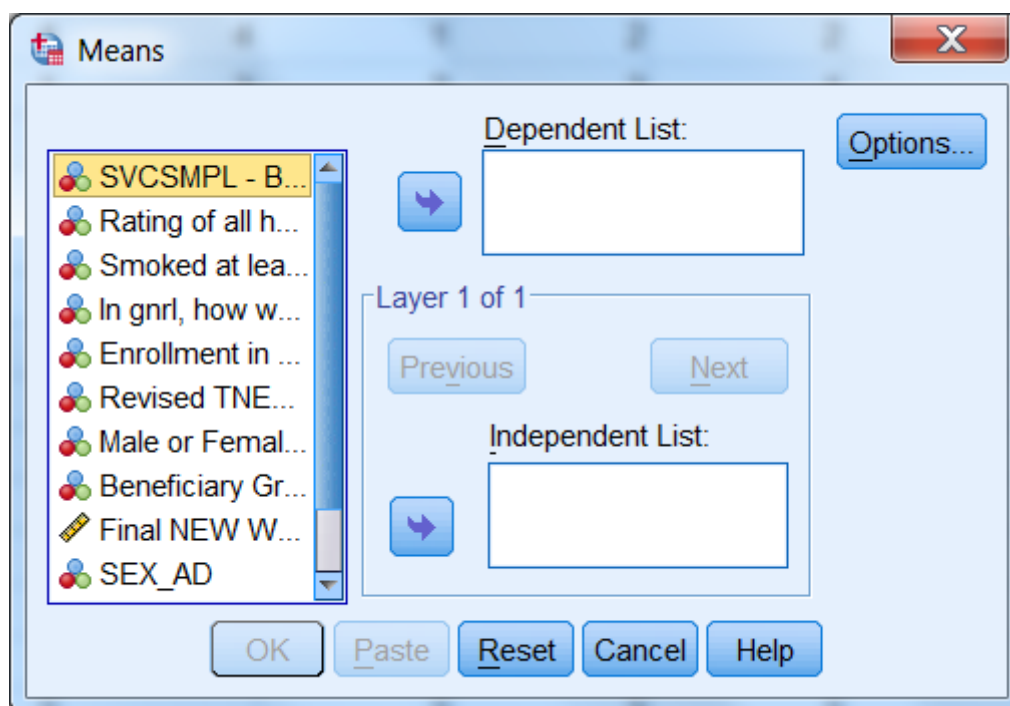 Means
Dependent List:
Options...
SVCSMPL - B...
Rating of all h...
Smoked at lea...
In gnrl, how w...
Enrollment in ...
Revised TNE...
Male or Femal...
Beneficiary Gr...
Final NEW W...
SEX_AD
Layer 1 of 1
Previous
Next
Independent List:
OK
Paste
Reset
Cancel
Help